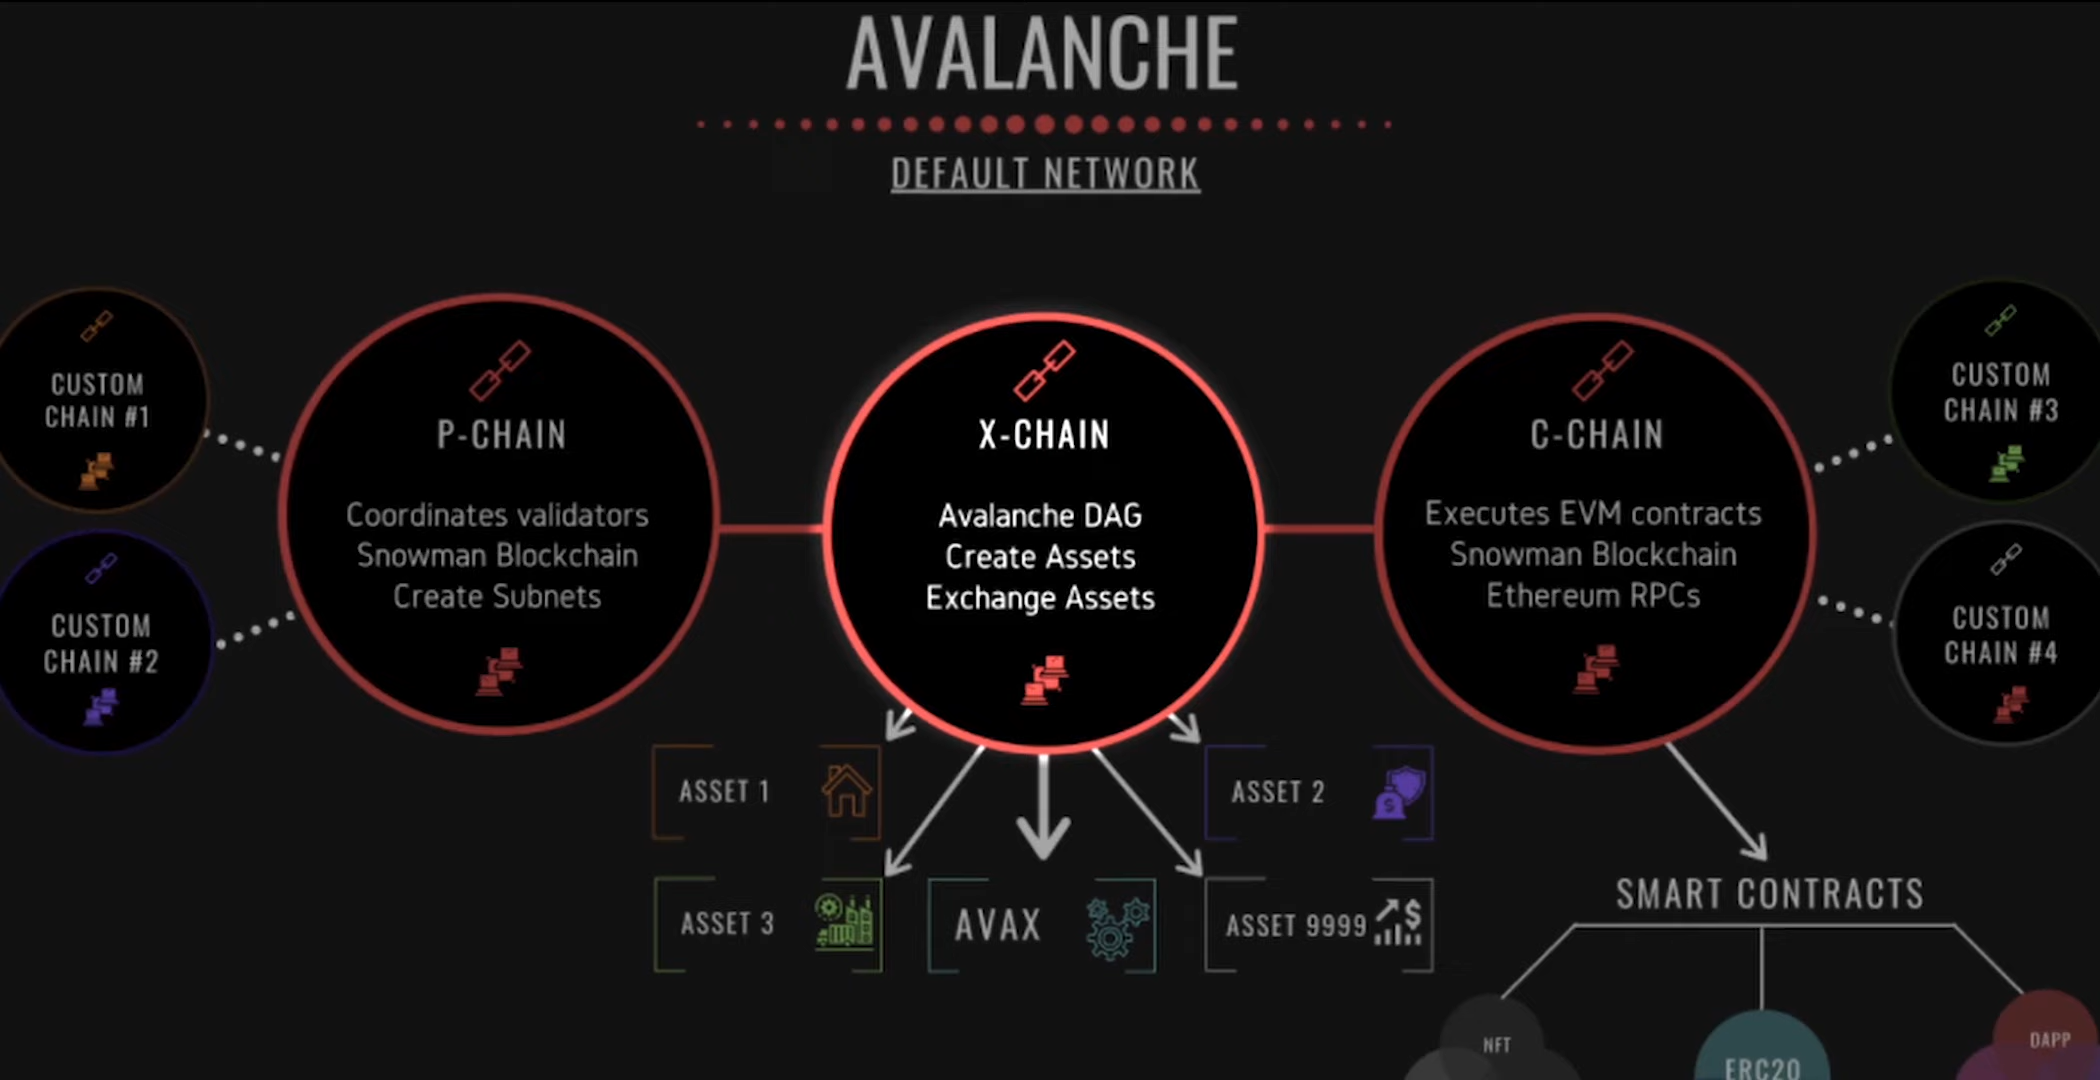 AVALANCHE
DEFAULT NETWORK
CUSTOM
CHAIN #1
CUSTOM
CHAIN #2
P-CHAIN
Coordinates validators
Snowman Blockchain
Create Subnets
X-CHAIN
Avalanche DAG
Create Assets
Exchange Assets
C-CHAIN
Executes EVM contracts
Snowman Blockchain
Ethereum RPCs
CUSTOM
CHAIN #3
CUSTOM
CHAIN #4
ASSET 1
ASSET 2
ASSET 3
AVAX
ASSET 9999
SMART CONTRACTS
NFT
ERC20
DAPP